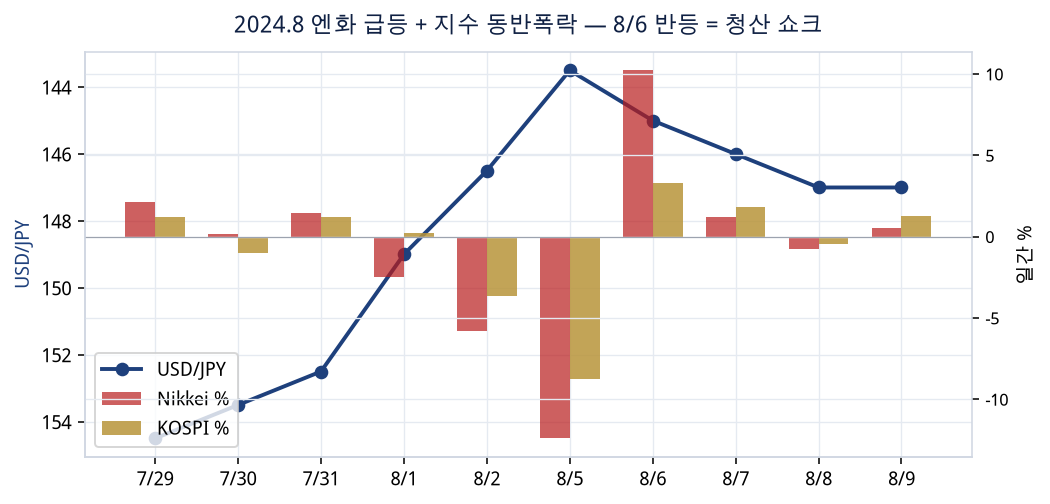 2024.8 엔화 급등 + 지수 동반폭락 — 8/6 반등 = 청산 쇼크
USD/JPY
144
146
148
150
152
154
10
5
0
-5
-10
일간 %
USD/JPY
Nikkei %
KOSPI %
7/29 7/30 7/31 8/1 8/2 8/5 8/6 8/7 8/8 8/9